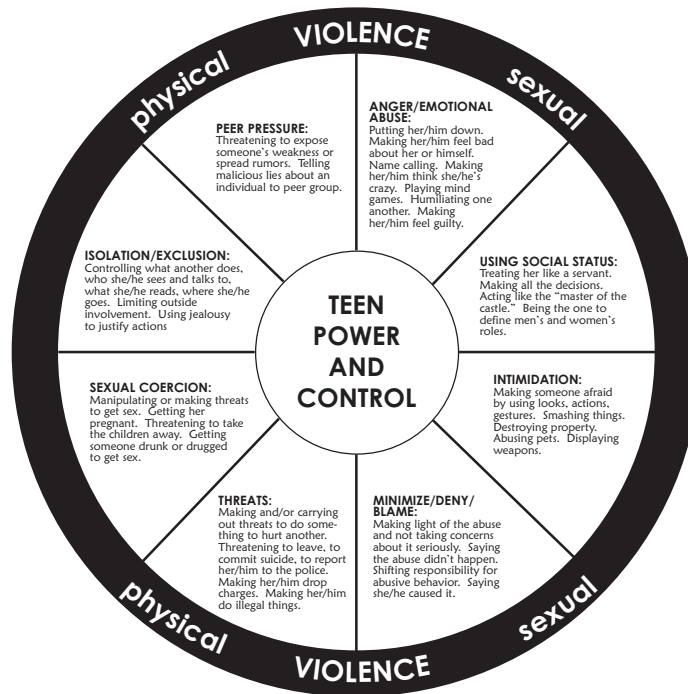 physical VIOLENCE sexual
PEER PRESSURE:
Threatening to expose
someone's weakness or
spread rumors. Telling
malicious lies about an
individual to peer group.
ANGER/EMOTIONAL
ABUSE:
Putting her/him down.
Making her/him feel bad
about her or himself.
Name calling. Making
her/him think she/he's
crazy. Playing mind
games. Humiliating one
another. Making
her/him feel guilty.
ISOLATION/EXCLUSION:
Controlling what another does,
who she/he sees and talks to,
what she/he reads, where she/he
goes. Limiting outside
involvement. Using jealousy
to justify actions
USING SOCIAL STATUS:
Treating her like a servant.
Making all the decisions.
Acting like the "master of the
castle." Being the one to
define men's and women's
roles.
TEEN
POWER
AND
CONTROL
SEXUAL COERCION:
Manipulating or making threats
to get sex. Getting her
pregnant. Threatening to take
the children away. Getting
someone drunk or drugged
to get sex.
INTIMIDATION:
Making someone afraid
by using looks, actions,
gestures. Smashing things.
Destroying property.
Abusing pets. Displaying
weapons.
THREATS:
Making and/or carrying
out threats to do some-
thing to hurt another.
Threatening to leave, to
commit suicide, to report
her/him to the police.
Making her/him drop
charges. Making her/him
do illegal things.
MINIMIZE/DENY/
BLAME:
Making light of the abuse
and not taking concerns
about it seriously. Saying
the abuse didn't happen.
Shifting responsibility for
abusive behavior. Saying
she/he caused it.
physical VIOLENCE sexual